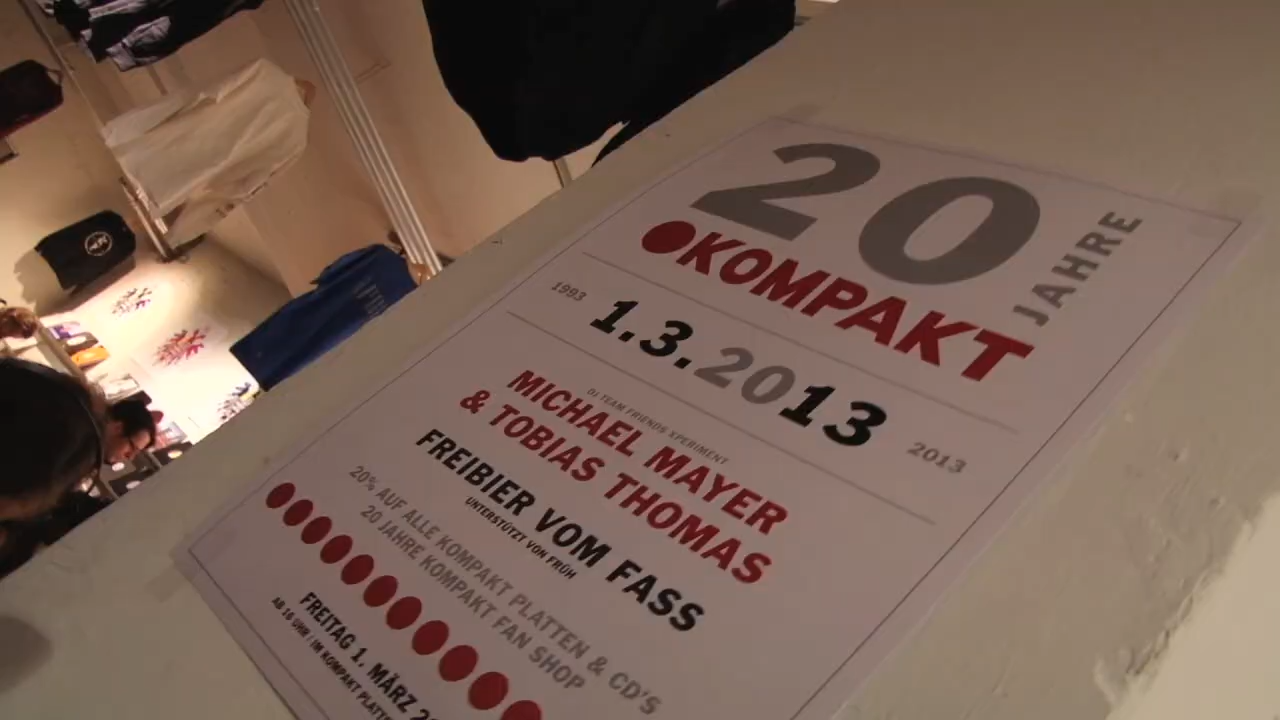 20
JAHRE
KOMPAKT
1993
1.3.2013
2013
DJ TEAM FRIENDS XPERIMENT
MICHAEL MAYER
& TOBIAS THOMAS
FREIBIER VOM FASS
UNTERSTÜTZT VON FRÜH
20% AUF ALLE KOMPAKT PLATTEN & CD'S
20 JAHRE KOMPAKT FAN SHOP
FREITAG 1. MÄRZ 20
AB 16 UHR / IM KOMPAKT PLATTEN